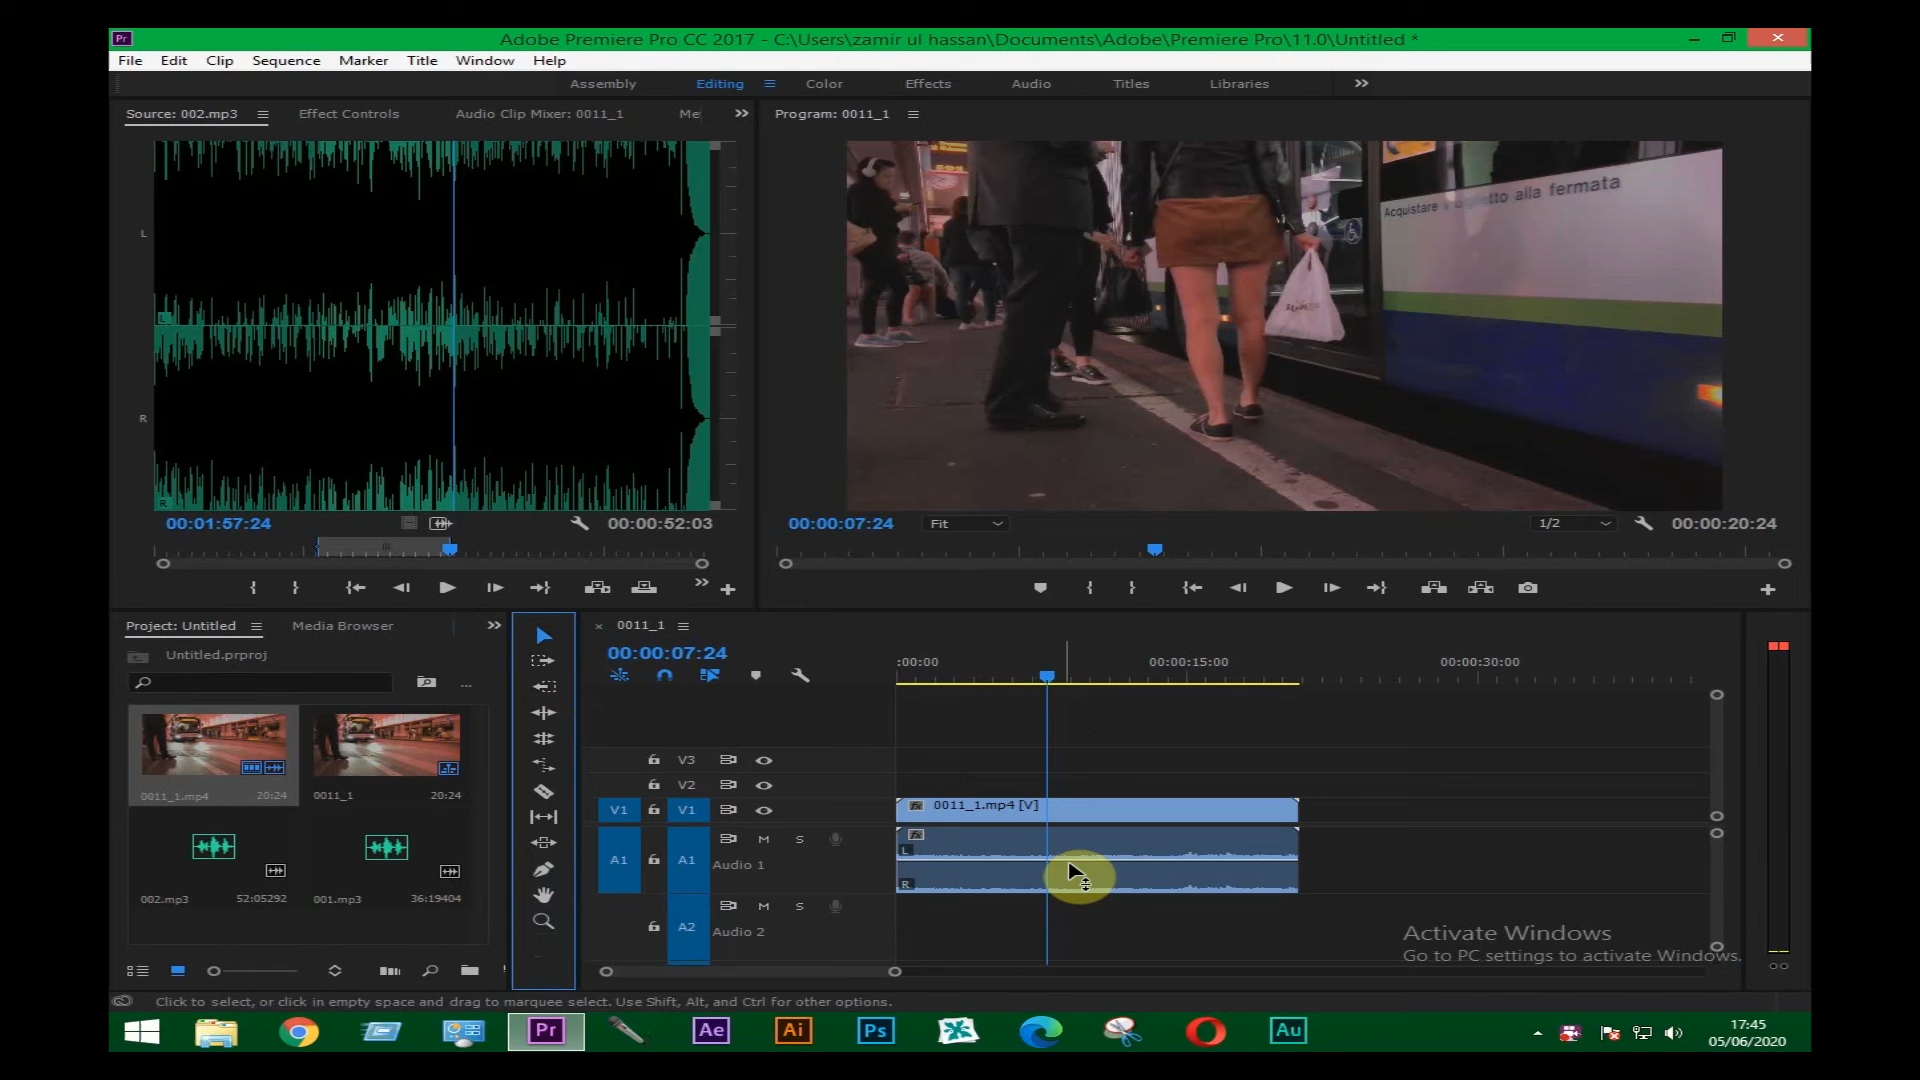 Pr
Adobe Premiere Pro CC 2017 - C:\Users\zamir ul hassan\Documents\Adobe\Premiere Pro\11.0\Untitled *
File Edit Clip Sequence Marker Title Window Help
Assembly Editing Color Effects Audio Titles Libraries
Source: 002.mp3 Effect Controls Audio Clip Mixer: 0011_1 Me
Program: 0011_1
Acquistare il biglietto alla fermata
L
L
R
R
00:01:57:24 00:00:52:03
00:00:07:24 Fit 1/2 00:00:20:24
Project: Untitled Media Browser
Untitled.prproj
0011_1.mp4 20:24
0011_1 20:24
002.mp3 52:05292
001.mp3 36:19404
0011_1
00:00:07:24
:00:00 00:00:15:00 00:00:30:00
V3
V2
V1 V1
fx 0011_1.mp4 [V]
A1 A1 M S
Audio 1
fx
L
R
A2 M S
Audio 2
Activate Windows
Go to PC settings to activate Windows.
Click to select, or click in empty space and drag to marquee select. Use Shift, Alt, and Ctrl for other options.
Pr Ae Ai Ps Au
17:45
05/06/2020